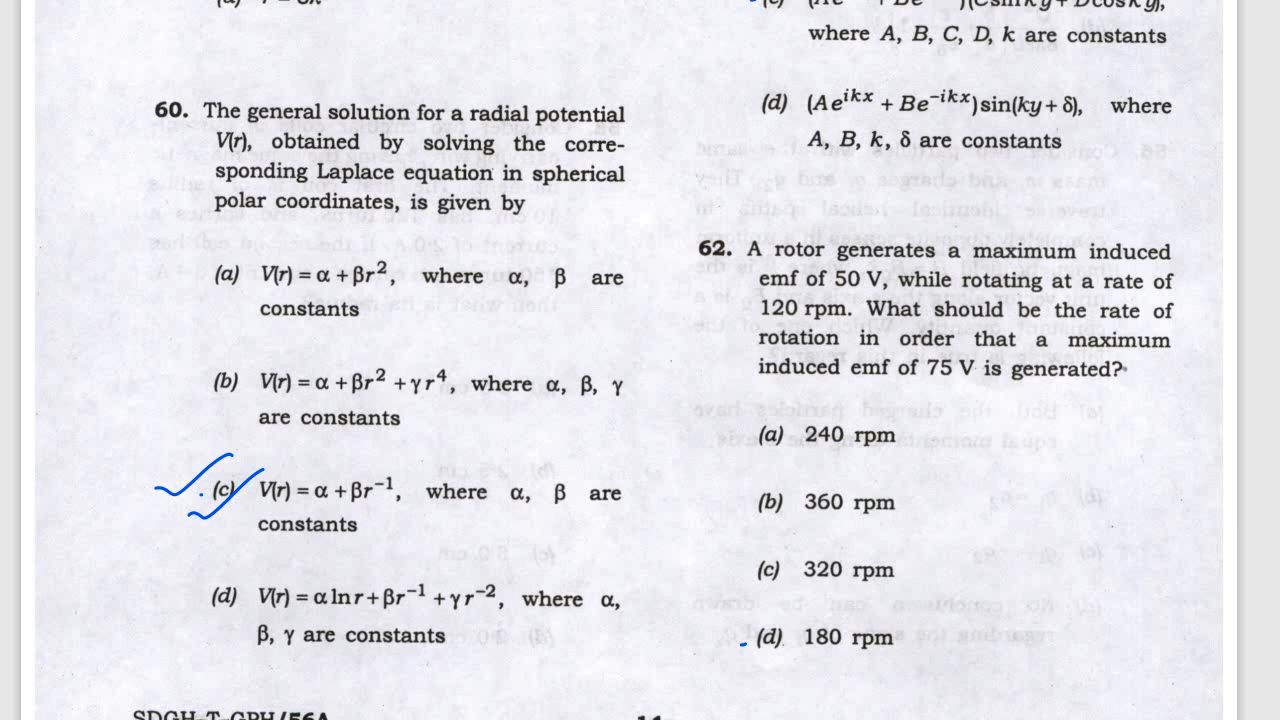 where A, B, C, D, k are constants
60. The general solution for a radial potential
V(r), obtained by solving the corre-
sponding Laplace equation in spherical
polar coordinates, is given by
(a) V(r) = α + βr², where α, β are
constants
(b) V(r) = α + βr² + γr⁴, where α, β, γ
are constants
(c) V(r) = α + βr⁻¹, where α, β are
constants
(d) V(r) = α ln r + βr⁻¹ + γr⁻², where α,
β, γ are constants
(d) (Ae^{ikx} + Be^{-ikx}) sin(ky + δ), where
A, B, k, δ are constants
62. A rotor generates a maximum induced
emf of 50 V, while rotating at a rate of
120 rpm. What should be the rate of
rotation in order that a maximum
induced emf of 75 V is generated?
(a) 240 rpm
(b) 360 rpm
(c) 320 rpm
(d) 180 rpm